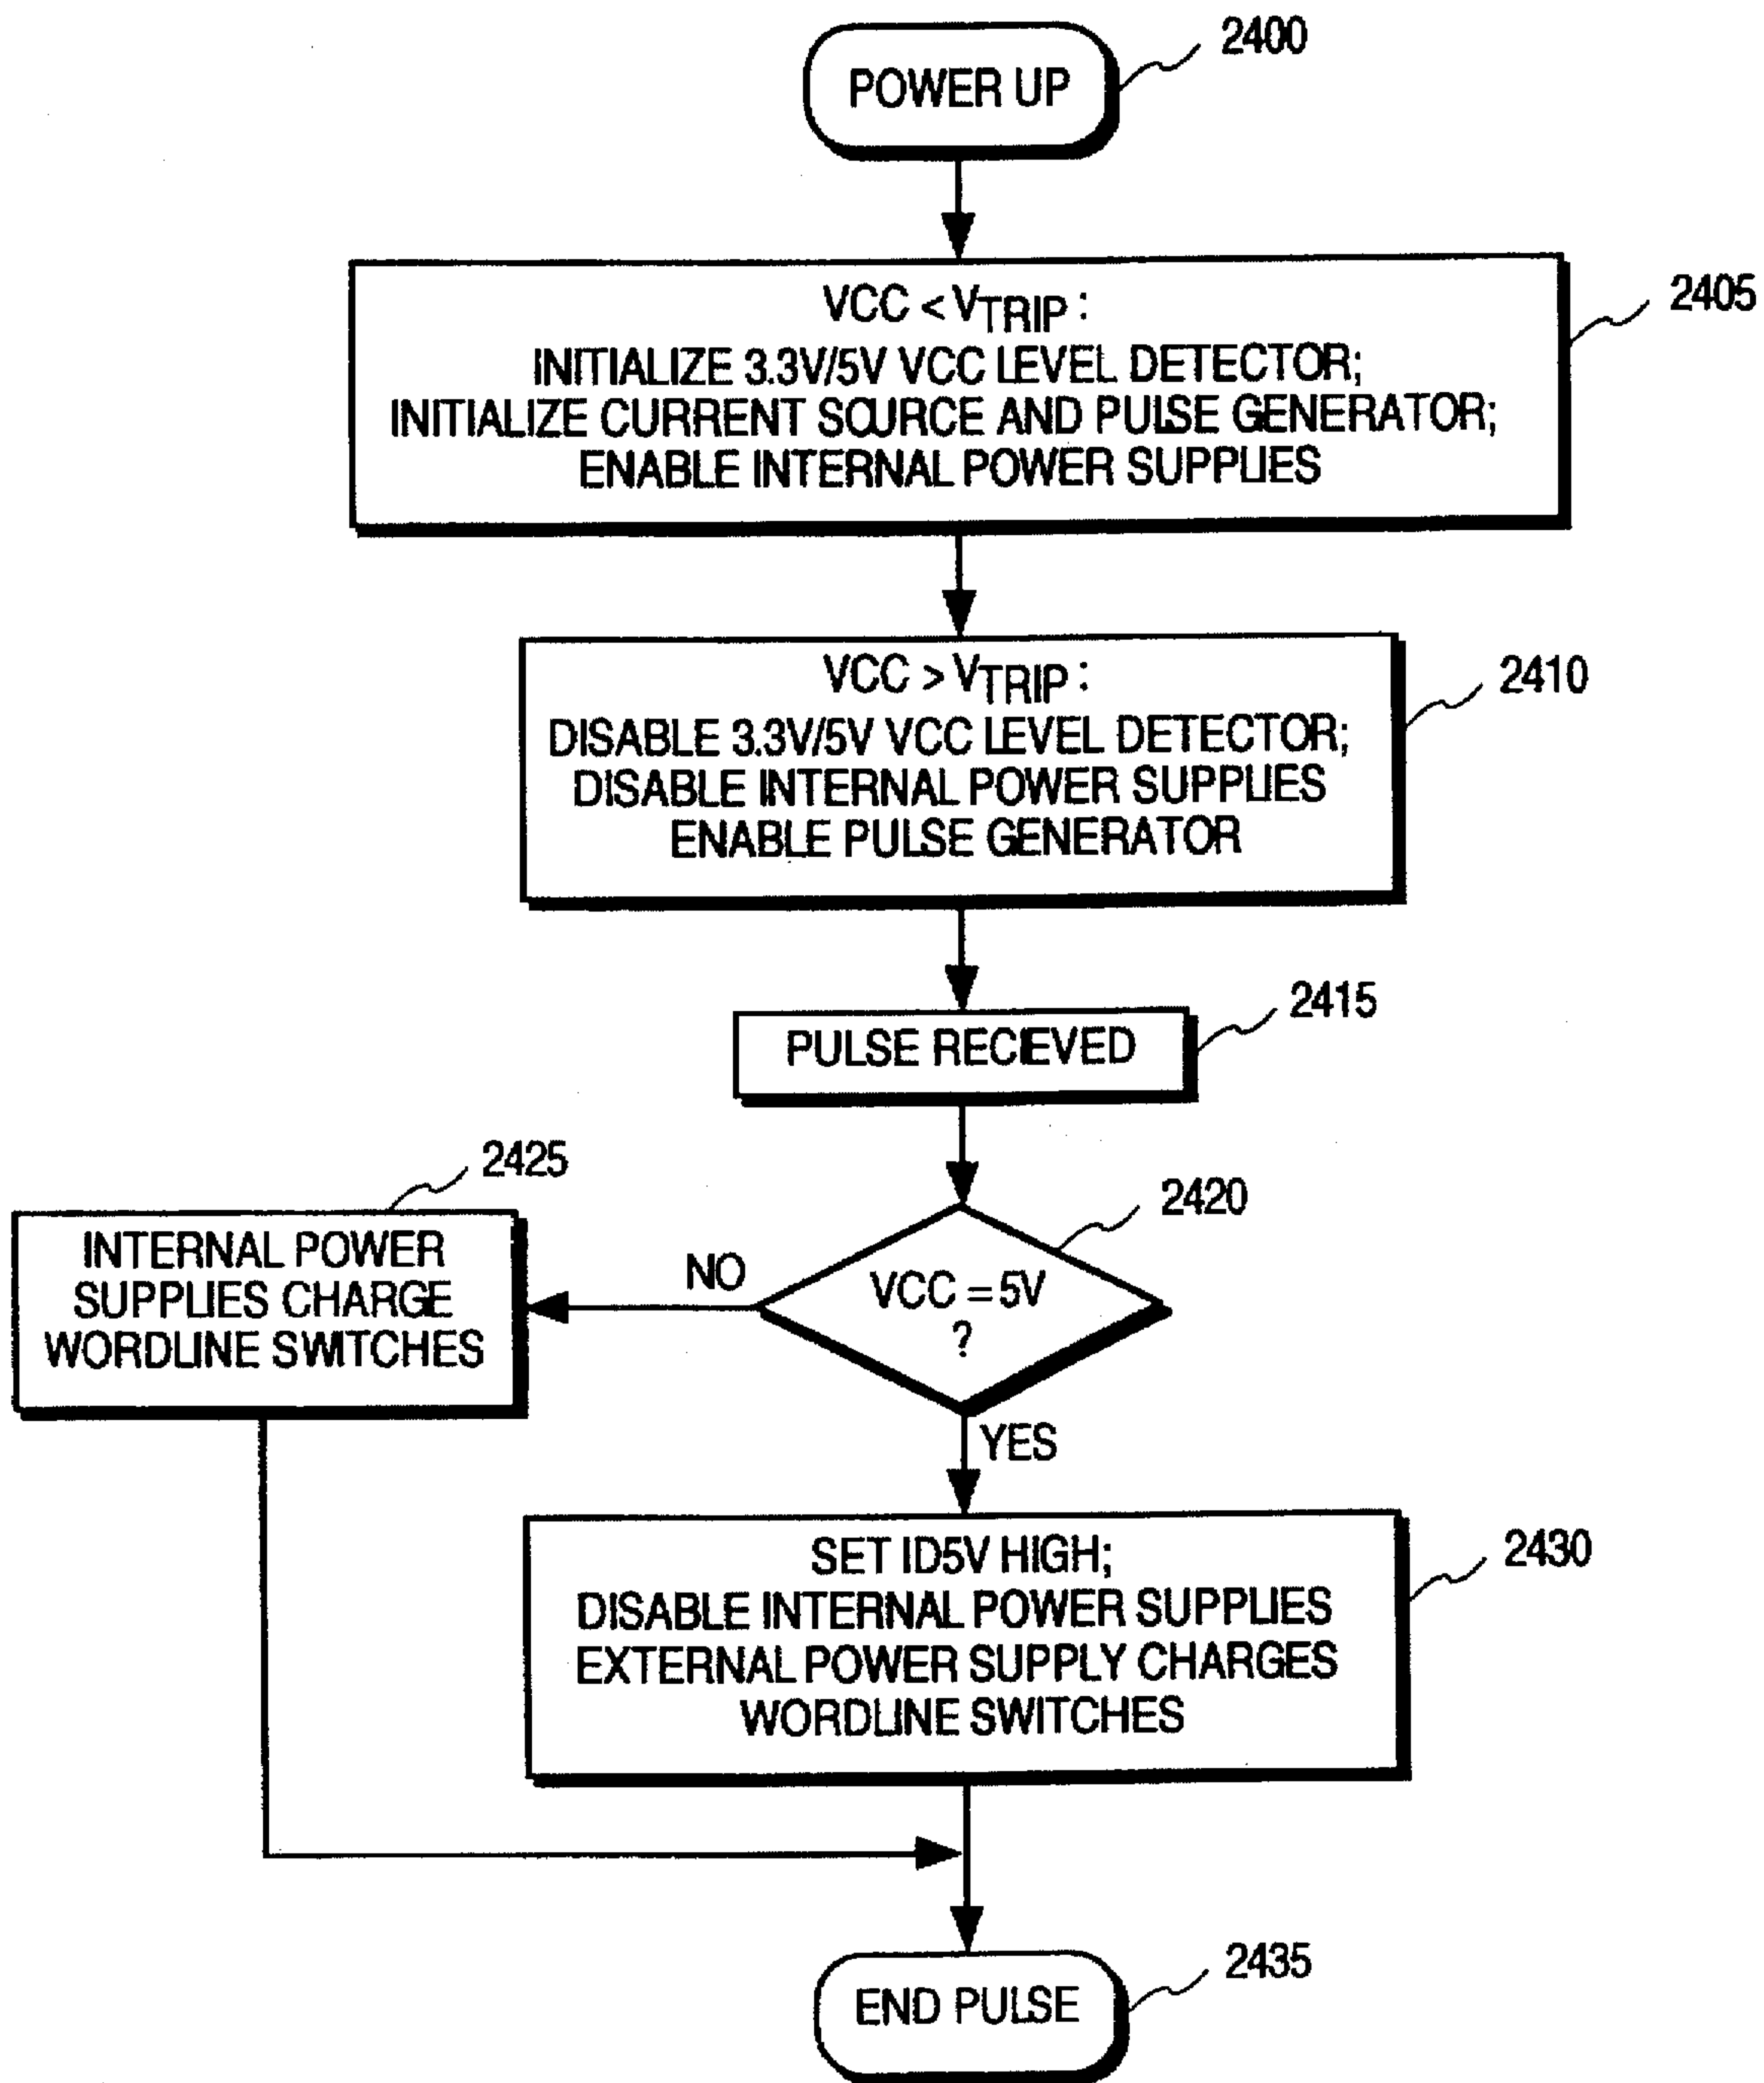 2400
POWER UP
2405
VCC < VTRIP :
INITIALIZE 3.3V/5V VCC LEVEL DETECTOR;
INITIALIZE CURRENT SOURCE AND PULSE GENERATOR;
ENABLE INTERNAL POWER SUPPLIES
2410
VCC > VTRIP :
DISABLE 3.3V/5V VCC LEVEL DETECTOR;
DISABLE INTERNAL POWER SUPPLIES
ENABLE PULSE GENERATOR
2415
PULSE RECIEVED
2425
INTERNAL POWER
SUPPLIES CHARGE
WORDLINE SWITCHES
NO
2420
VCC = 5V
?
YES
2430
SET ID5V HIGH;
DISABLE INTERNAL POWER SUPPLIES
EXTERNAL POWER SUPPLY CHARGES
WORDLINE SWITCHES
2435
END PULSE